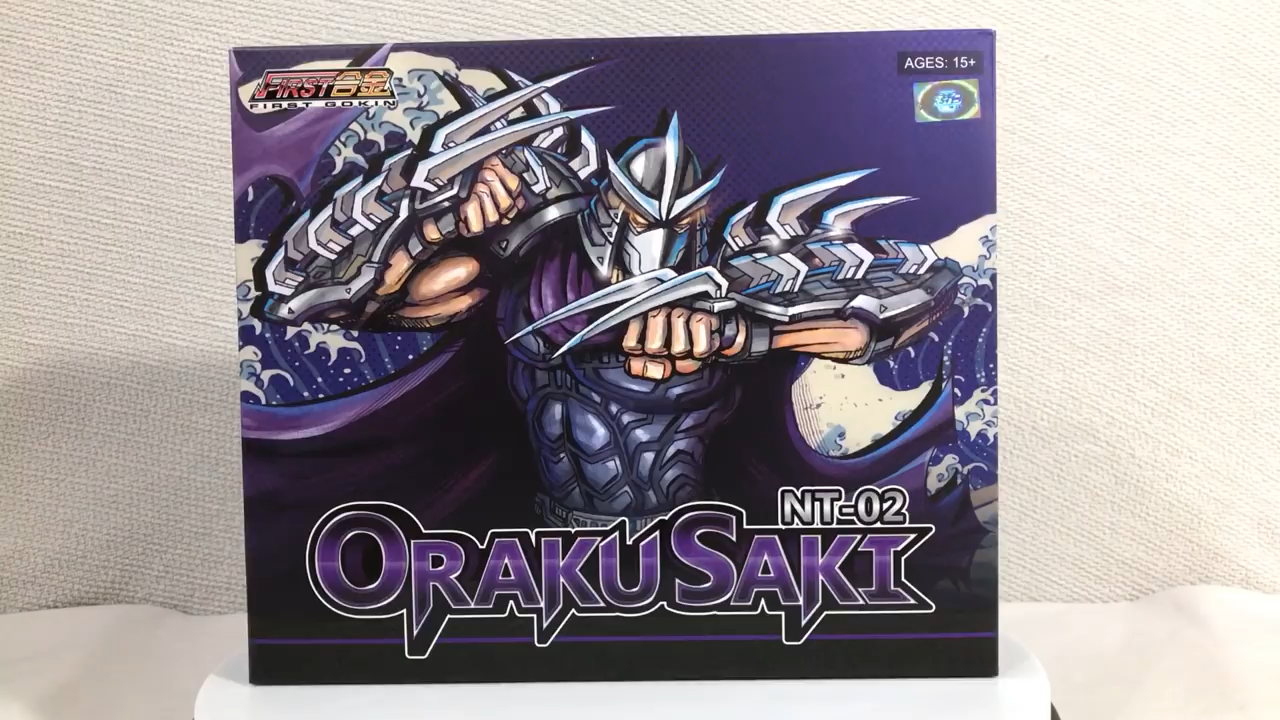 FIRST合金
FIRST GOKIN
AGES: 15+
NT-02
ORAKU SAKI